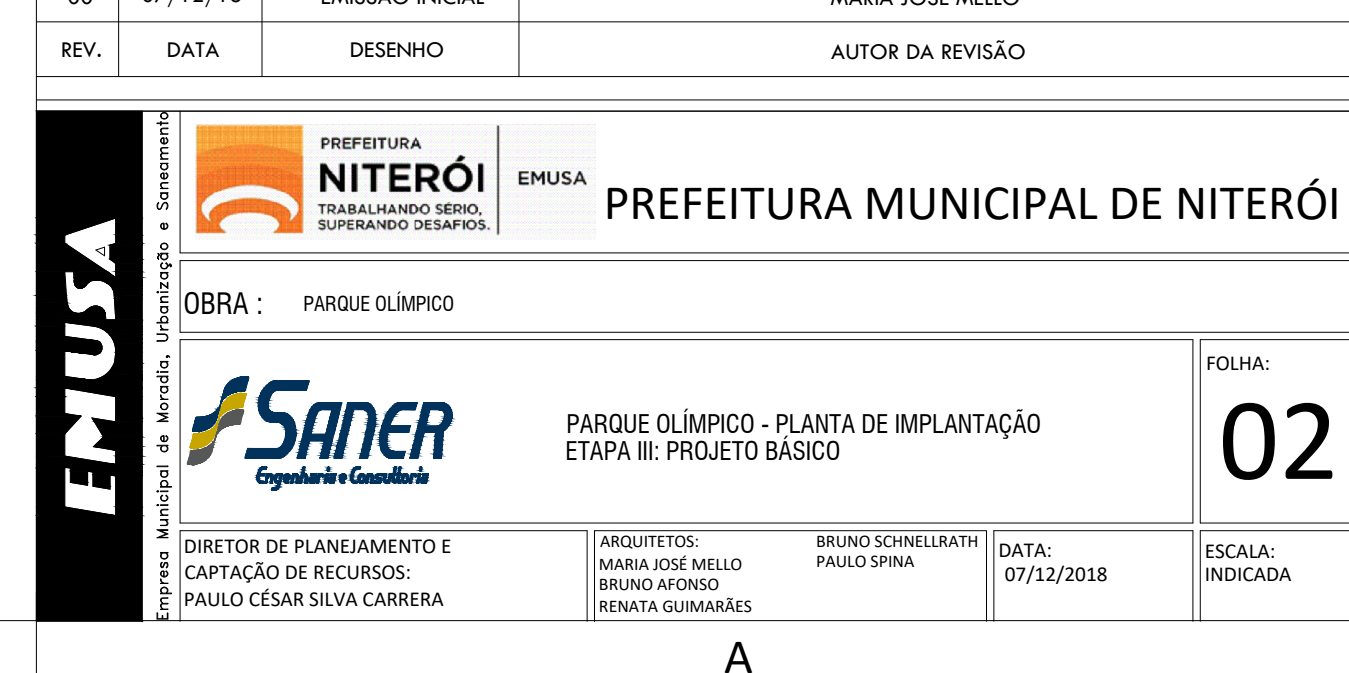 REV. DATA DESENHO AUTOR DA REVISÃO
EMUSA
Empresa Municipal de Moradia, Urbanização e Saneamento
PREFEITURA
NITERÓI
TRABALHANDO SÉRIO,
SUPERANDO DESAFIOS.
EMUSA
PREFEITURA MUNICIPAL DE NITERÓI
OBRA : PARQUE OLÍMPICO
SANER
Engenharia e Consultoria
PARQUE OLÍMPICO - PLANTA DE IMPLANTAÇÃO
ETAPA III: PROJETO BÁSICO
FOLHA:
02
DIRETOR DE PLANEJAMENTO E
CAPTAÇÃO DE RECURSOS:
PAULO CÉSAR SILVA CARRERA
ARQUITETOS:
MARIA JOSÉ MELLO
BRUNO AFONSO
RENATA GUIMARÃES
BRUNO SCHNELLRATH
PAULO SPINA
DATA:
07/12/2018
ESCALA:
INDICADA
A